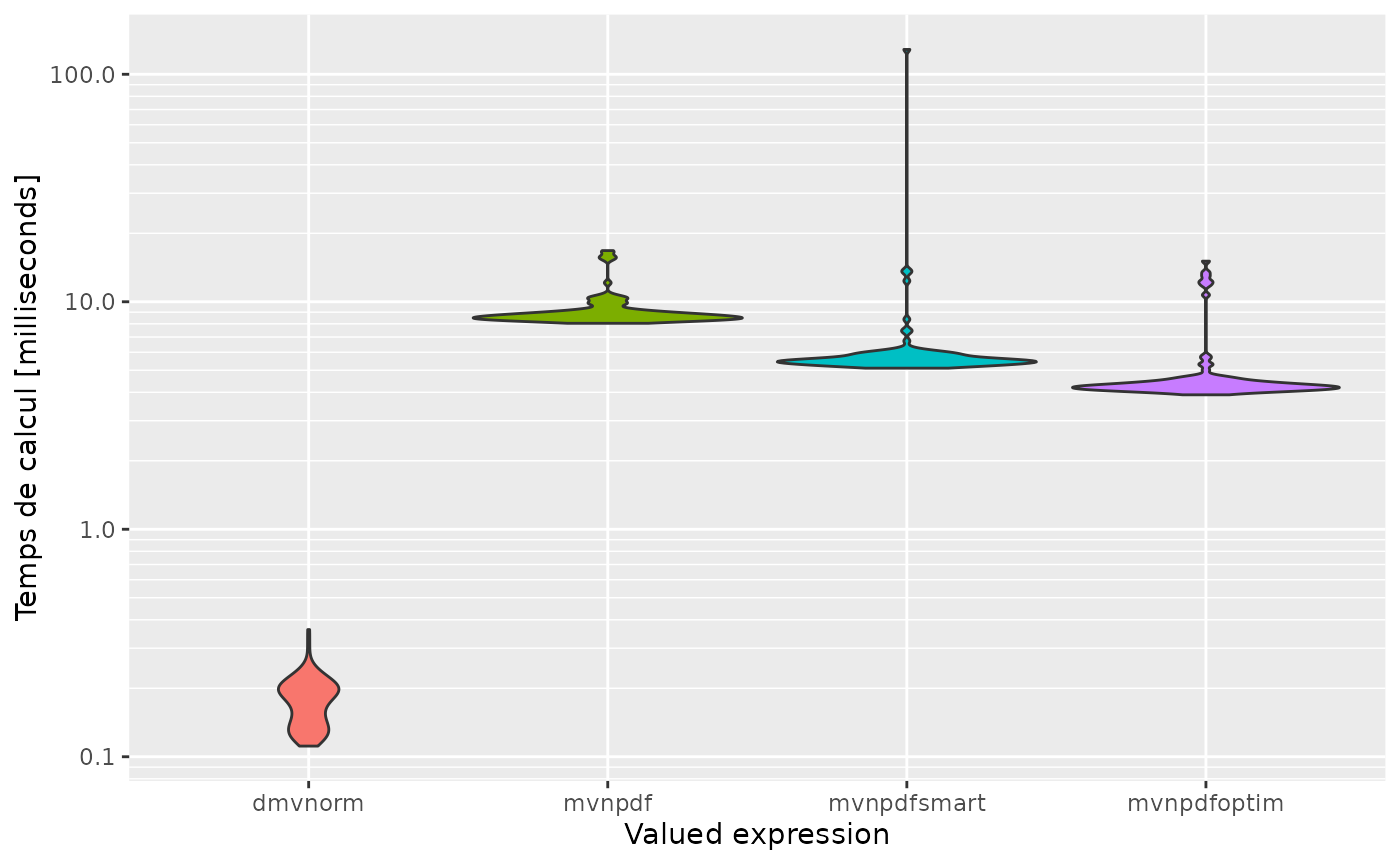 Temps de calcul [milliseconds]
100.0
10.0
1.0
0.1
dmvnorm mvnpdf mvnpdfsmart mvnpdfoptim
Valued expression